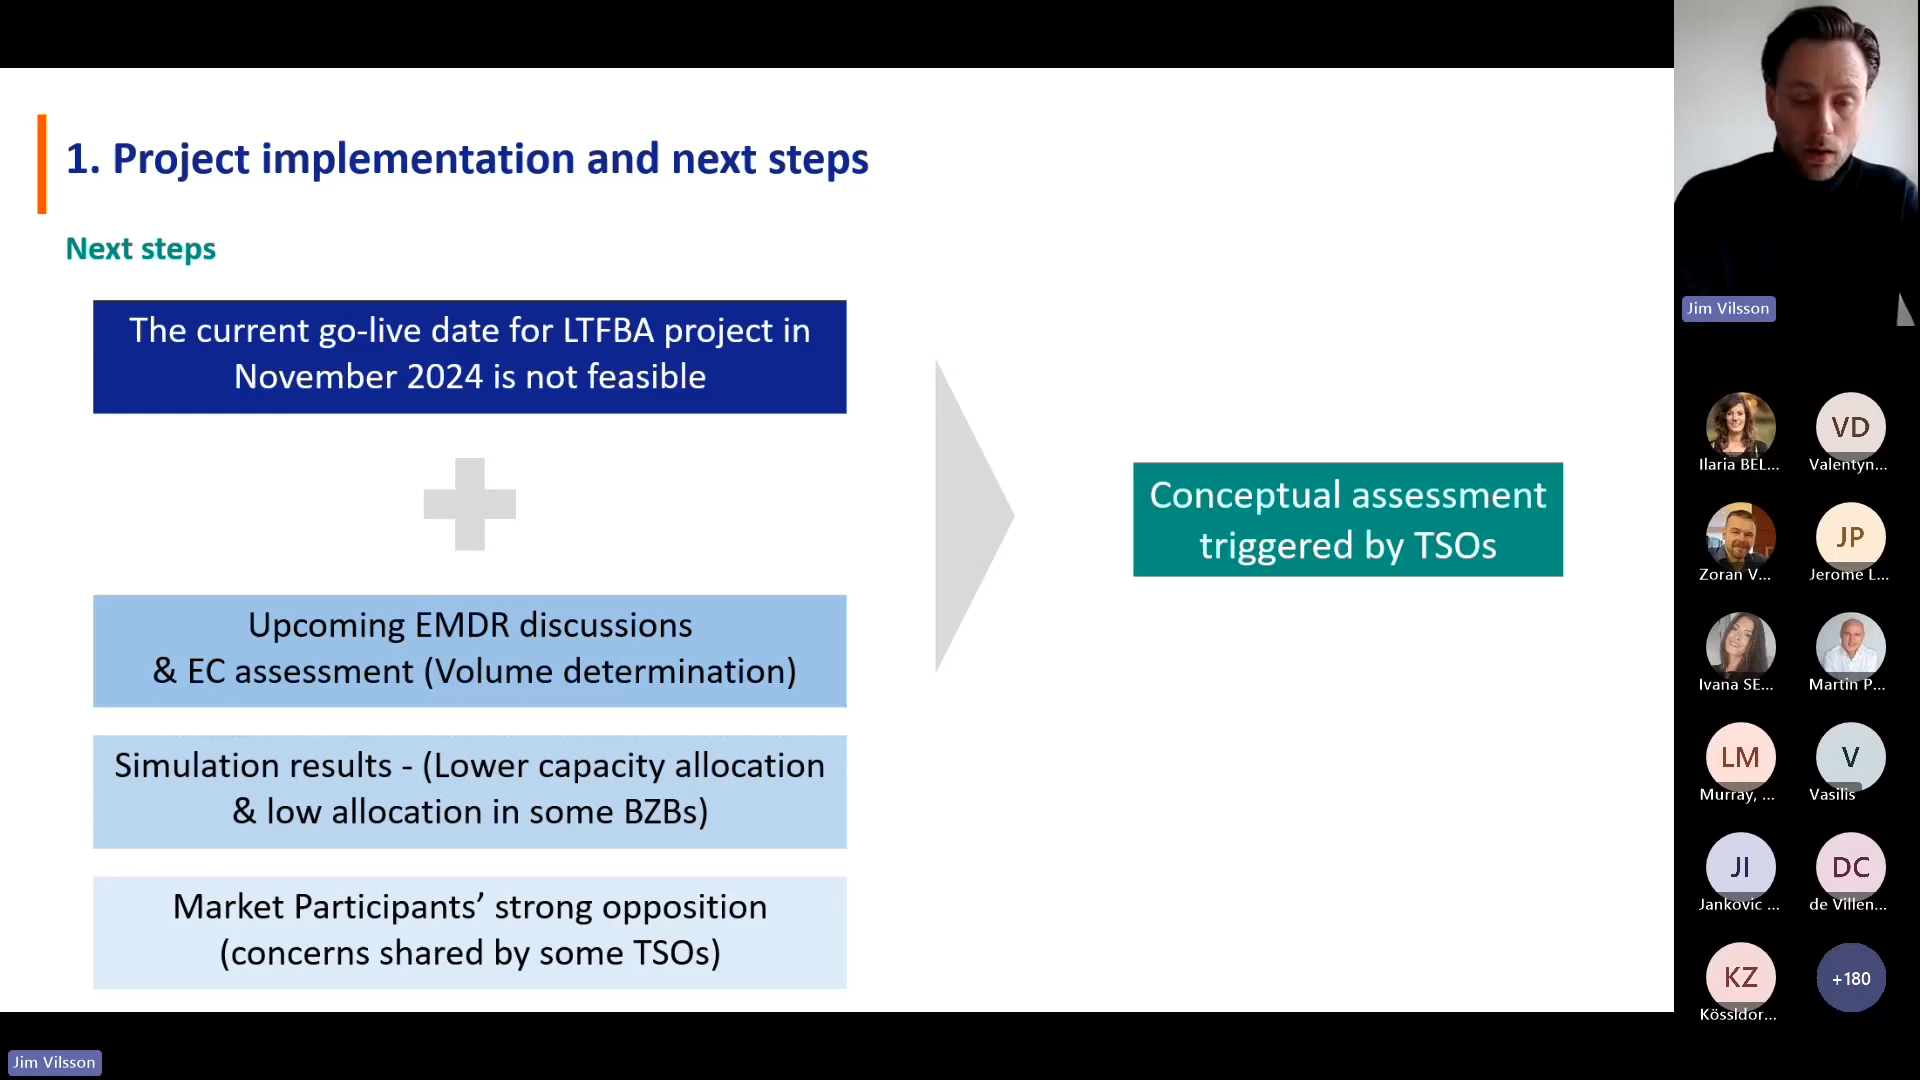 1. Project implementation and next steps
Next steps
The current go-live date for LTFBA project in
November 2024 is not feasible
Upcoming EMDR discussions
& EC assessment (Volume determination)
Simulation results - (Lower capacity allocation
& low allocation in some BZBs)
Market Participants’ strong opposition
(concerns shared by some TSOs)
Conceptual assessment
triggered by TSOs
Jim Vilsson
Ilaria BEL...
VD
Valentyn...
Zoran V...
JP
Jerome L...
Ivana SE...
Martin P...
LM
Murray, ...
V
Vasilis
JI
Jankovic ...
DC
de Villen...
KZ
Kössldor...
+180
Jim Vilsson